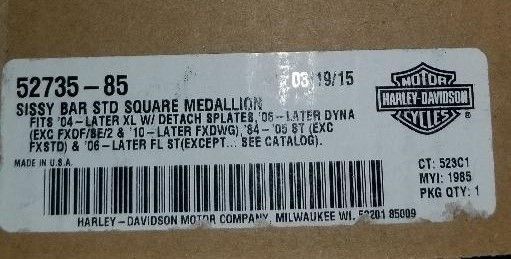 52735-85 03/19/15
SISSY BAR STD SQUARE MEDALLION
FITS '04-LATER XL W/ DETACH SPLATES,'06-LATER DYNA
(EXC FXDF/SE/2 & '10-LATER FXDWG),'84-'05 ST (EXC
FXSTD) & '06-LATER FL ST(EXCEPT... SEE CATALOG).
MADE IN U.S.A.
MOTOR
HARLEY-DAVIDSON
CYCLES
®
CT: 523C1
MYI: 1985
PKG QTY: 1
HARLEY-DAVIDSON MOTOR COMPANY, MILWAUKEE WI. 53201 85009